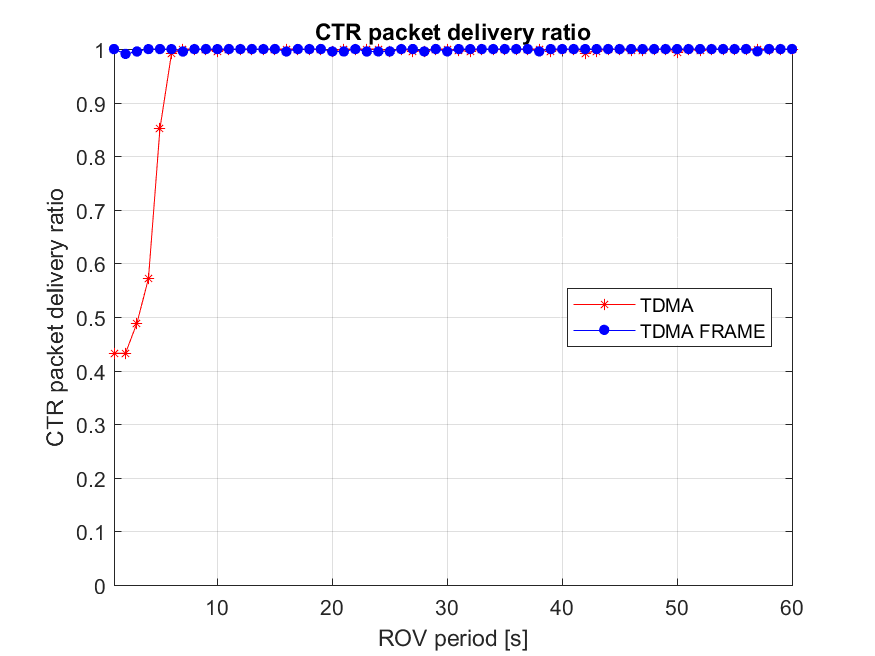 CTR packet delivery ratio
1
0.9
0.8
0.7
0.6
0.5
0.4
0.3
0.2
0.1
0
CTR packet delivery ratio
TDMA
TDMA FRAME
10 20 30 40 50 60
ROV period [s]